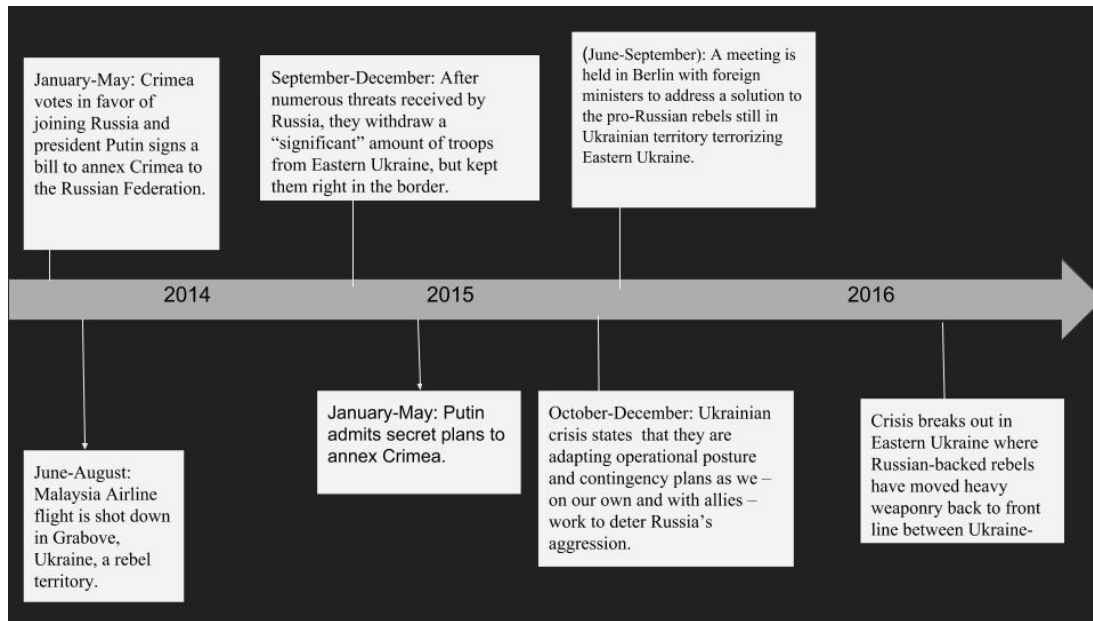 January-May: Crimea
votes in favor of
joining Russia and
president Putin signs a
bill to annex Crimea to
the Russian Federation.
September-December: After
numerous threats received by
Russia, they withdraw a
“significant” amount of troops
from Eastern Ukraine, but kept
them right in the border.
(June-September): A meeting is
held in Berlin with foreign
ministers to address a solution to
the pro-Russian rebels still in
Ukrainian territory terrorizing
Eastern Ukraine.
2014
2015
2016
June-August:
Malaysia Airline
flight is shot down
in Grabove,
Ukraine, a rebel
territory.
January-May: Putin
admits secret plans to
annex Crimea.
October-December: Ukrainian
crisis states that they are
adapting operational posture
and contingency plans as we –
on our own and with allies –
work to deter Russia’s
aggression.
Crisis breaks out in
Eastern Ukraine where
Russian-backed rebels
have moved heavy
weaponry back to front
line between Ukraine-